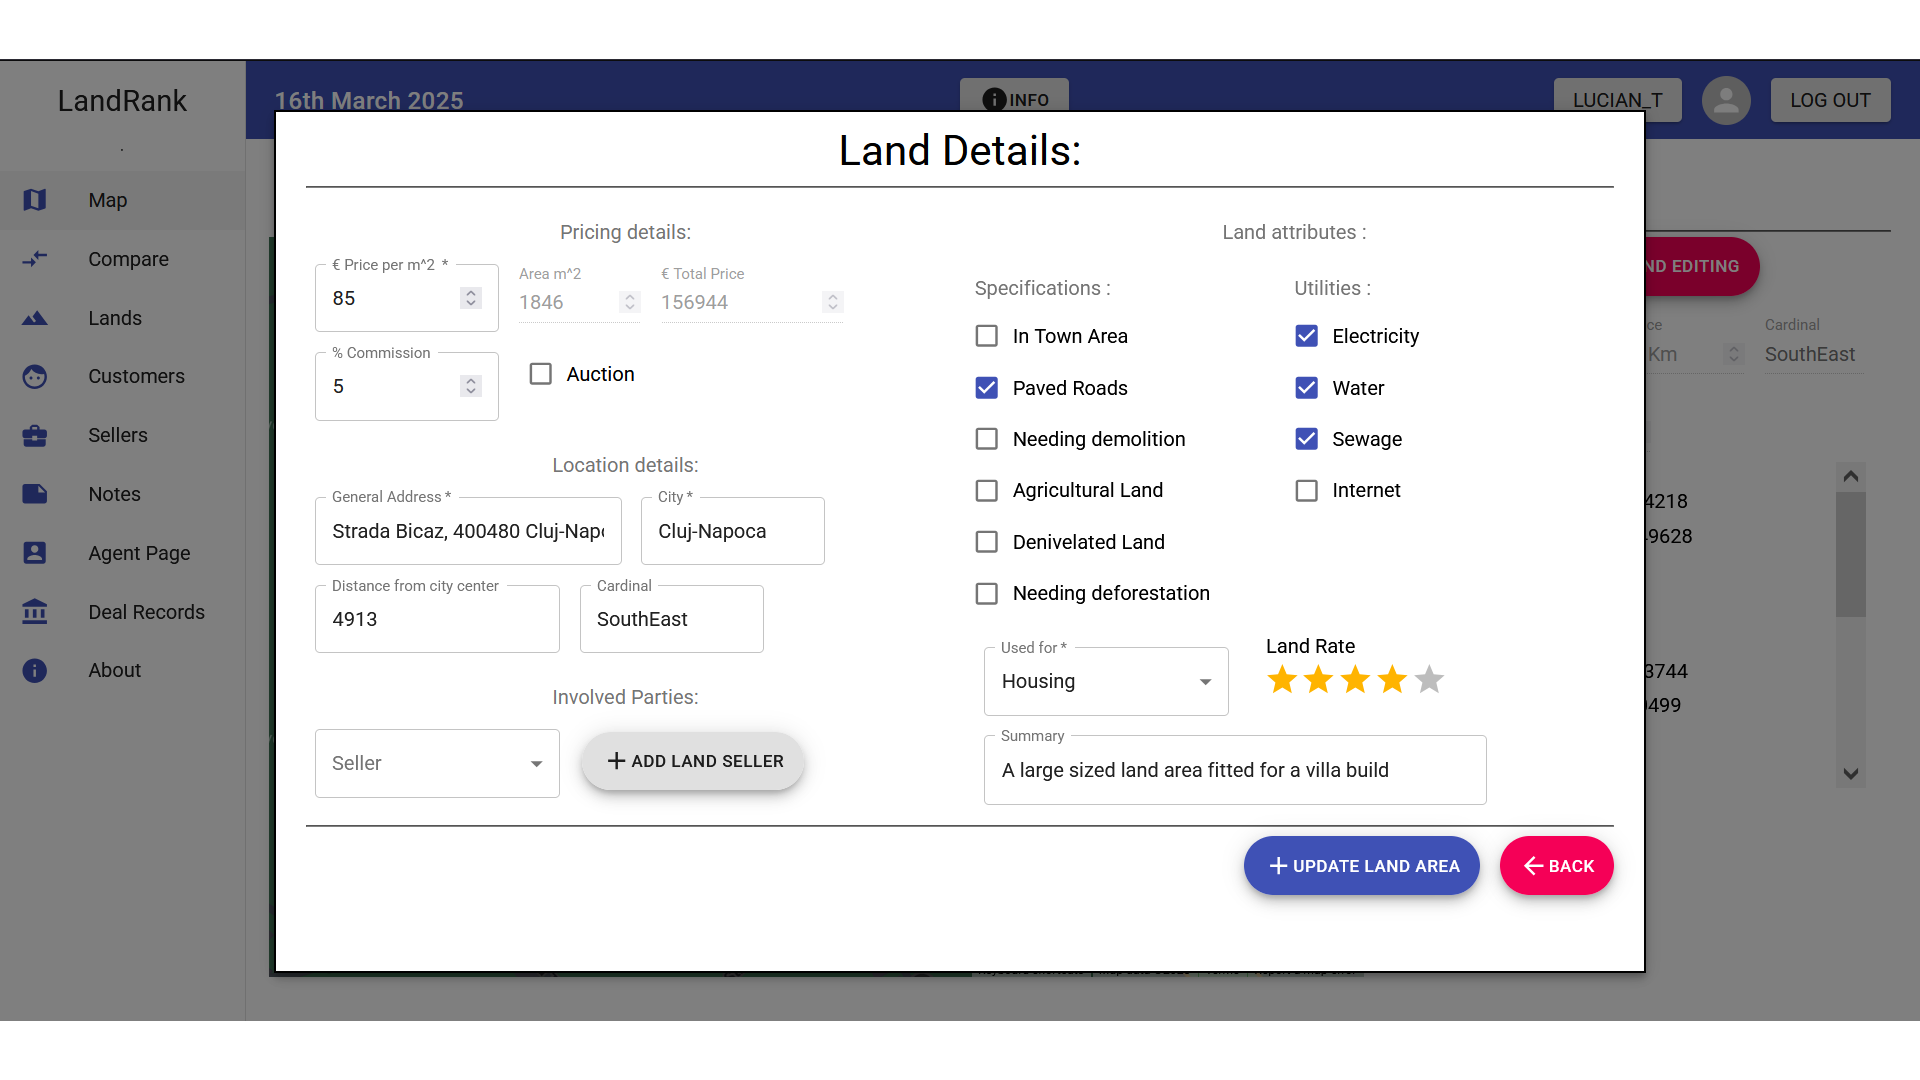 LandRank
.
Map
Compare
Lands
Customers
Sellers
Notes
Agent Page
Deal Records
About
16th March 2025
INFO
LUCIAN_T
LOG OUT
Land Details:
Pricing details:
€ Price per m^2 *
85
Area m^2
1846
€ Total Price
156944
% Commission
5
Auction
Location details:
General Address *
Strada Bicaz, 400480 Cluj-Nap
City *
Cluj-Napoca
Distance from city center
4913
Cardinal
SouthEast
Involved Parties:
Seller
ADD LAND SELLER
Land attributes :
Specifications :
In Town Area
Paved Roads
Needing demolition
Agricultural Land
Denivelated Land
Needing deforestation
Utilities :
Electricity
Water
Sewage
Internet
Used for *
Housing
Land Rate
Summary
A large sized land area fitted for a villa build
UPDATE LAND AREA
BACK
ND EDITING
ce
Km
Cardinal
SouthEast
4218
9628
3744
499